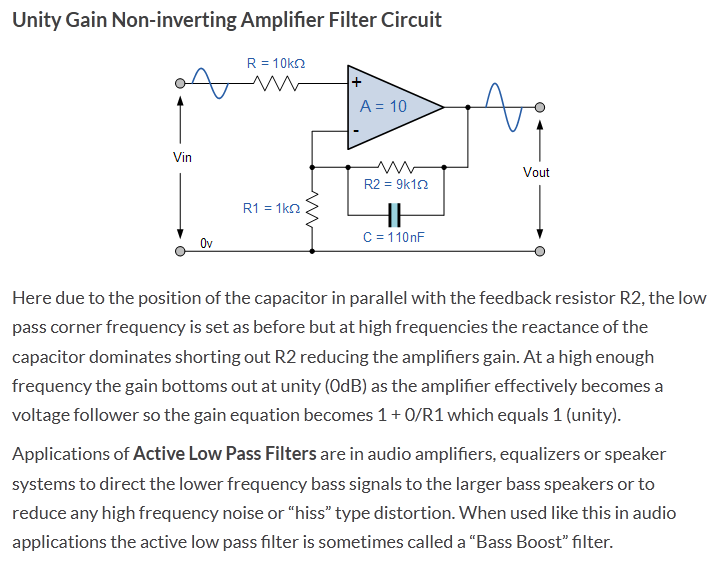 Unity Gain Non-inverting Amplifier Filter Circuit
R = 10kΩ
+
A = 10
-
Vin
R2 = 9k1Ω
Vout
R1 = 1kΩ
C = 110nF
0v
Here due to the position of the capacitor in parallel with the feedback resistor R2, the low
pass corner frequency is set as before but at high frequencies the reactance of the
capacitor dominates shorting out R2 reducing the amplifiers gain. At a high enough
frequency the gain bottoms out at unity (0dB) as the amplifier effectively becomes a
voltage follower so the gain equation becomes 1 + 0/R1 which equals 1 (unity).
Applications of Active Low Pass Filters are in audio amplifiers, equalizers or speaker
systems to direct the lower frequency bass signals to the larger bass speakers or to
reduce any high frequency noise or “hiss” type distortion. When used like this in audio
applications the active low pass filter is sometimes called a “Bass Boost” filter.